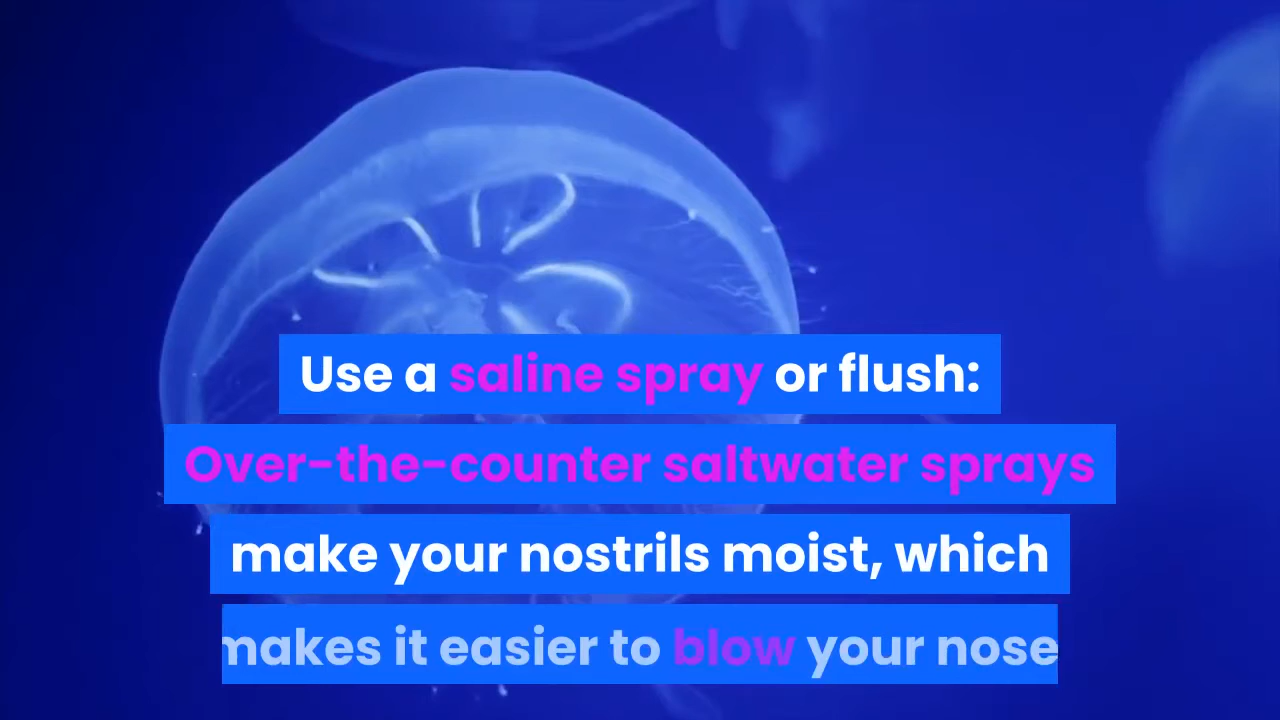 Use a saline spray or flush:
Over-the-counter saltwater sprays
make your nostrils moist, which
makes it easier to blow your nose